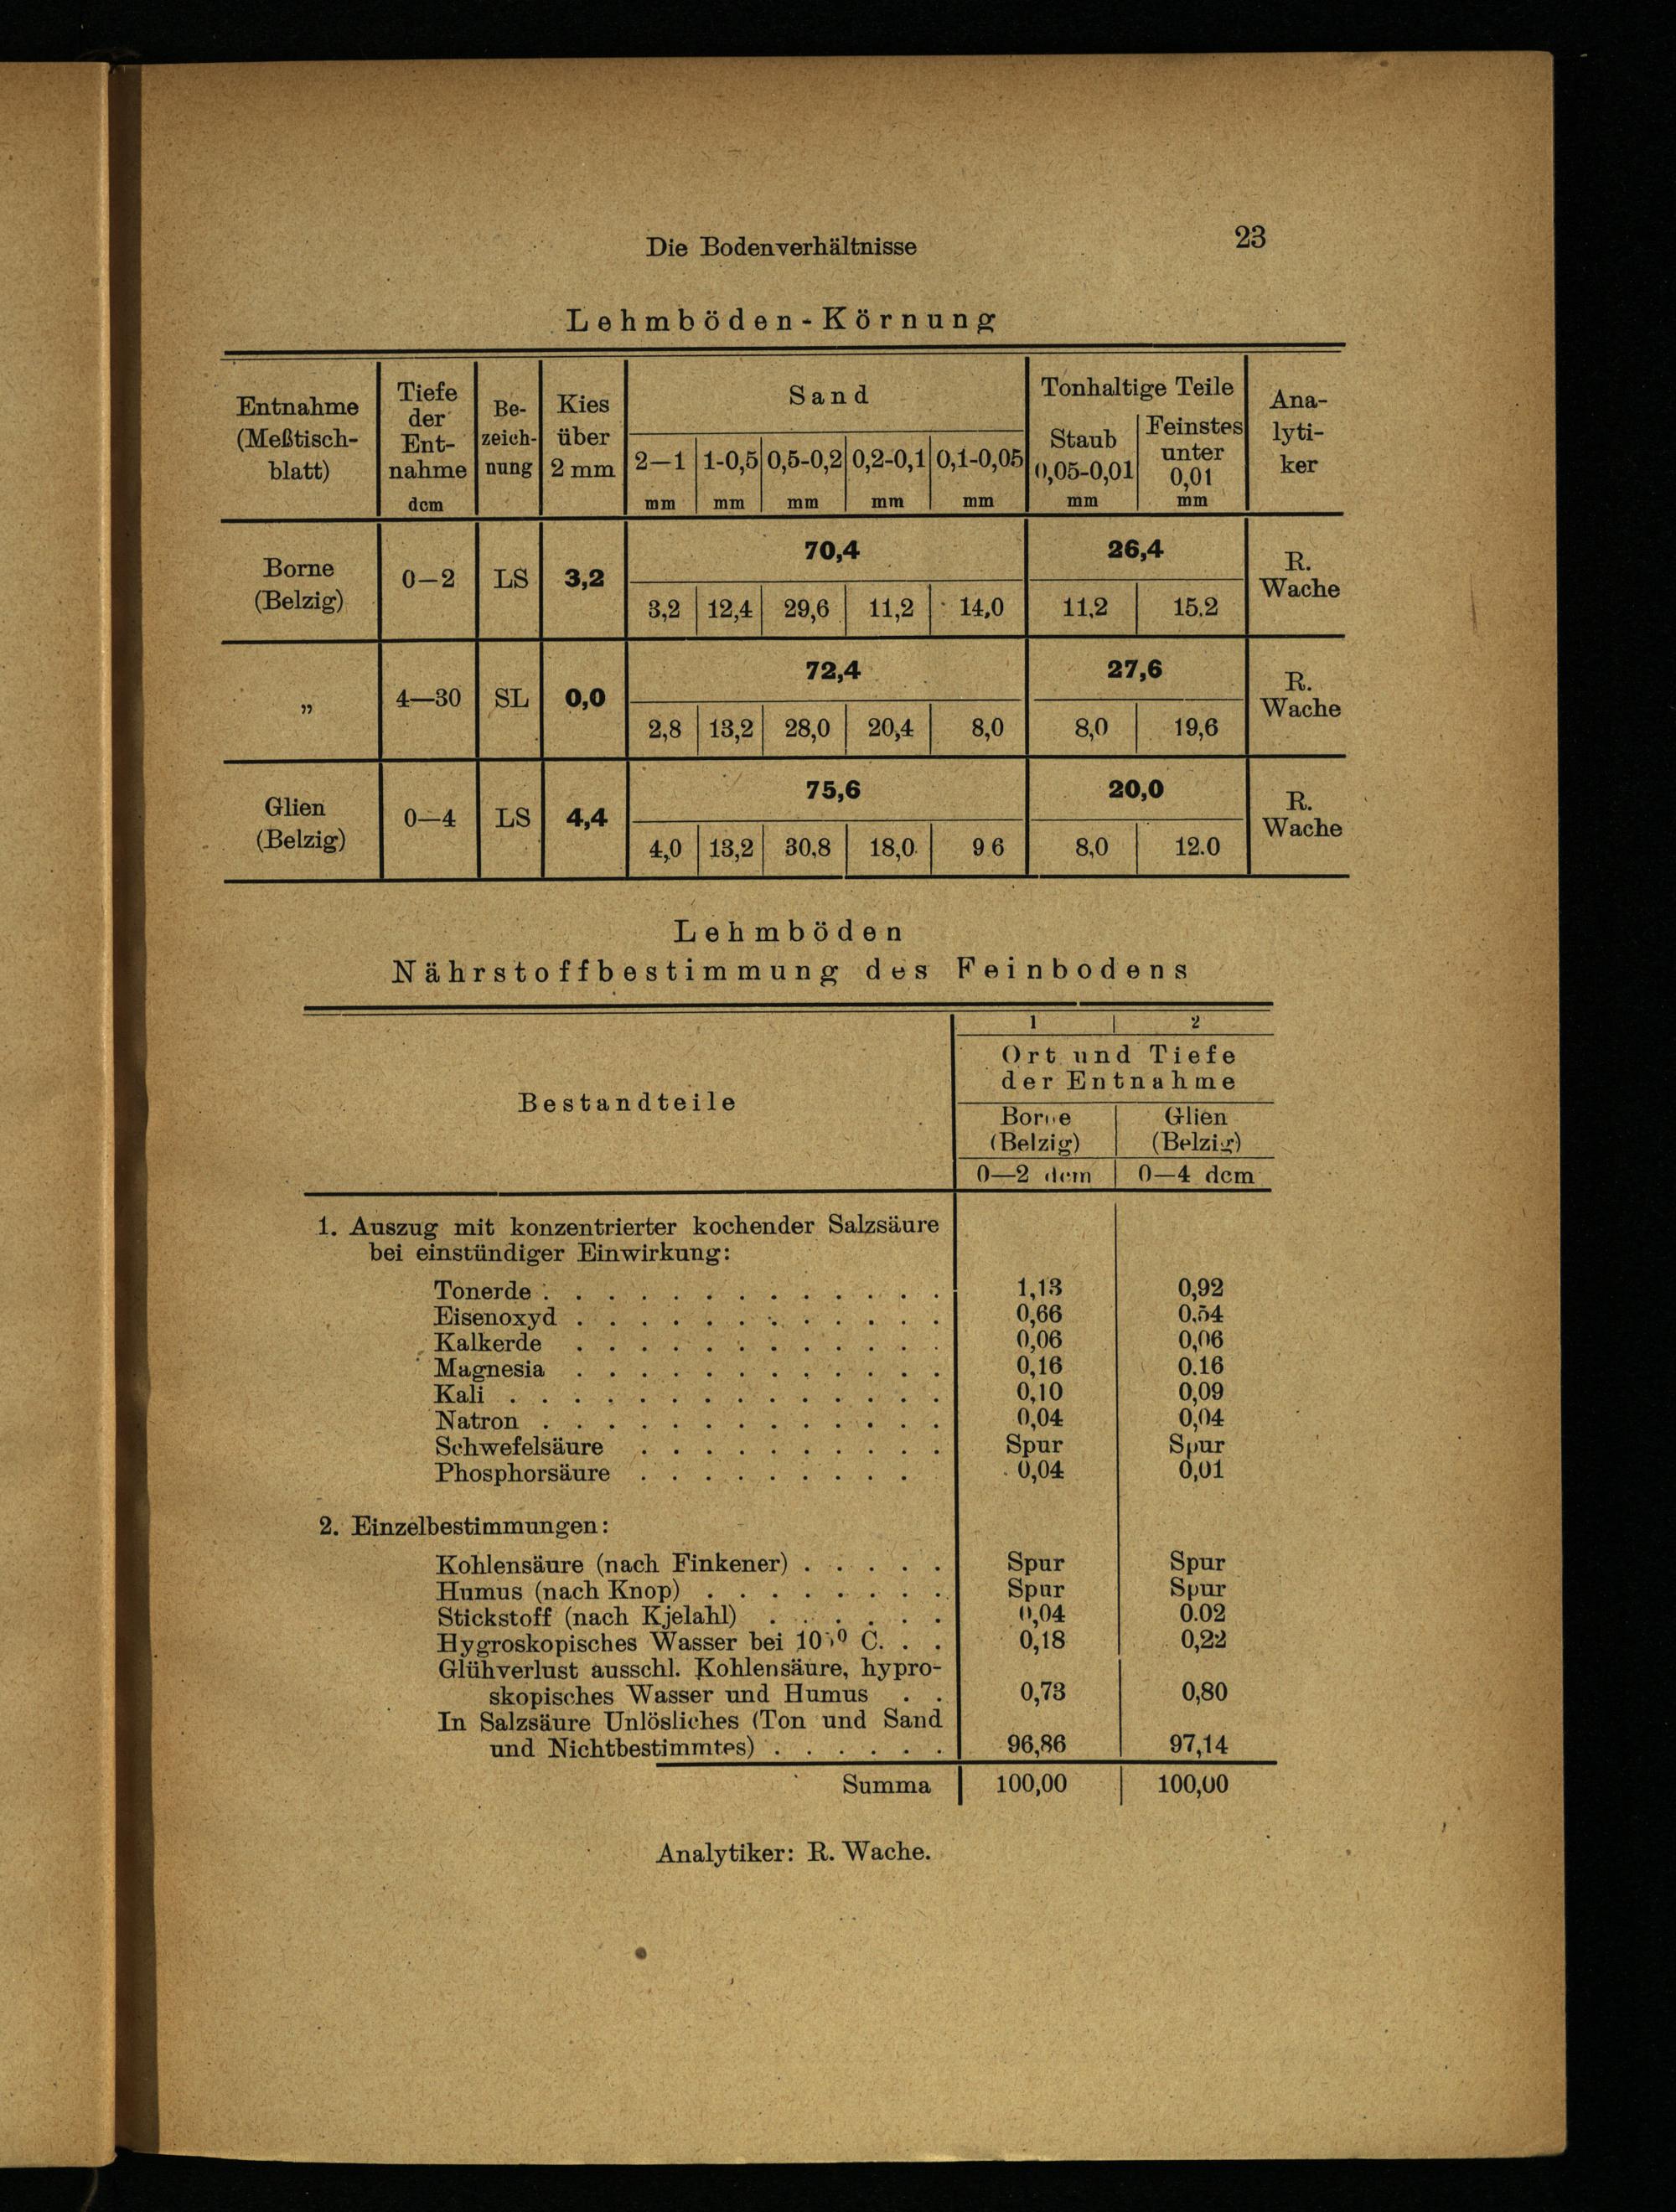 Die Bodenverhältnisse 23
Lehmböden-Körnung
Entnahme (Meßtisch-blatt) Tiefe der Ent-nahme dcm Be-zeich-nung Kies über 2 mm Sand Tonhaltige Teile Ana-lyti-ker
2—1 mm 1-0,5 mm 0,5-0,2 mm 0,2-0,1 mm 0,1-0,05 mm Staub 0,05-0,01 mm Feinstes unter 0,01 mm
Borne (Belzig) 0—2 LS 3,2 70,4 26,4 R. Wache
3,2 12,4 29,6 11,2 14,0 11,2 15,2
„ 4—30 SL 0,0 72,4 27,6 R. Wache
2,8 13,2 28,0 20,4 8,0 8,0 19,6
Glien (Belzig) 0—4 LS 4,4 75,6 20,0 R. Wache
4,0 13,2 30,8 18,0 9 6 8,0 12.0
Lehmböden
Nährstoffbestimmung des Feinbodens
1 2
Ort und Tiefe
der Entnahme
Bestandteile
Borne Glien
(Belzig) (Belzig)
0—2 dcm 0—4 dcm
1. Auszug mit konzentrierter kochender Salzsäure
bei einstündiger Einwirkung:
Tonerde . . . . . . . . . . . . . 1,13 0,92
Eisenoxyd . . . . . . . . . . . . 0,66 0.54
Kalkerde . . . . . . . . . . . . 0,06 0,06
Magnesia . . . . . . . . . . . . 0,16 0.16
Kali . . . . . . . . . . . . . . 0,10 0,09
Natron . . . . . . . . . . . . . 0,04 0,04
Schwefelsäure . . . . . . . . . . Spur Spur
Phosphorsäure . . . . . . . . . 0,04 0,01
2. Einzelbestimmungen:
Kohlensäure (nach Finkener) . . . . . Spur Spur
Humus (nach Knop) . . . . . . . . Spur Spur
Stickstoff (nach Kjelahl) . . . . . . 0,04 0.02
Hygroskopisches Wasser bei C. . . 0,18 0,22
Glühverlust ausschl. Kohlensäure, hypro-
skopisches Wasser und Humus . . 0,73 0,80
In Salzsäure Unlösliches (Ton und Sand
und Nichtbestimmtes) . . . . . . 96,86 97,14
Summa 100,00 100,00
Analytiker: R. Wache.